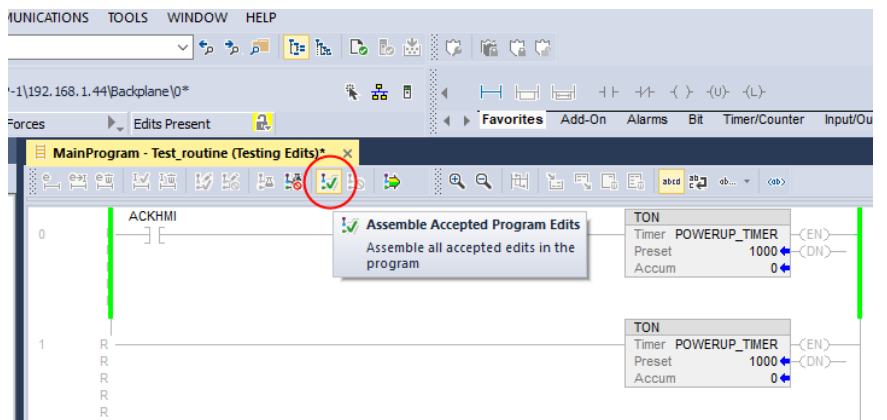 MUNICATIONS TOOLS WINDOW HELP
P-1\192.168.1.44\Backplane\0*
Forces Edits Present
Favorites Add-On Alarms Bit Timer/Counter Input/Ou
MainProgram - Test_routine (Testing Edits)*
abcd ab... <ab>
ACKHMI
0
Assemble Accepted Program Edits
Assemble all accepted edits in the
program
TON
Timer POWERUP_TIMER (EN)
Preset 1000 (DN)
Accum 0
1
R
R
R
R
TON
Timer POWERUP_TIMER (EN)
Preset 1000 (DN)
Accum 0